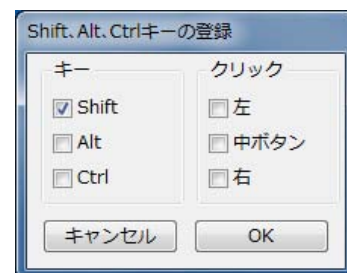 Shift、Alt、Ctrlキーの登録
キー
Shift
Alt
Ctrl
クリック
左
中ボタン
右
キャンセル
OK